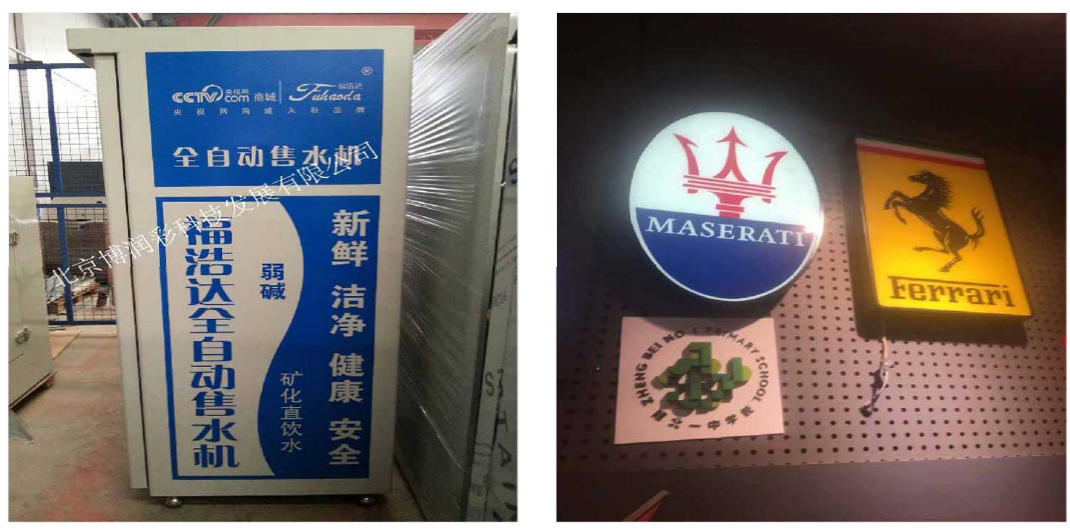 CCTV 央视网 .com 商城 Fuhaoda ®
央视网商城入驻品牌
全自动售水机
北京博润彩科技发展有限公司
福浩达全自动售水机
弱碱
矿化直饮水
新鲜 洁净 健康 安全
MASERATI
Ferrari
ZHENG BEI NO.1 PRIMARY SCHOOL